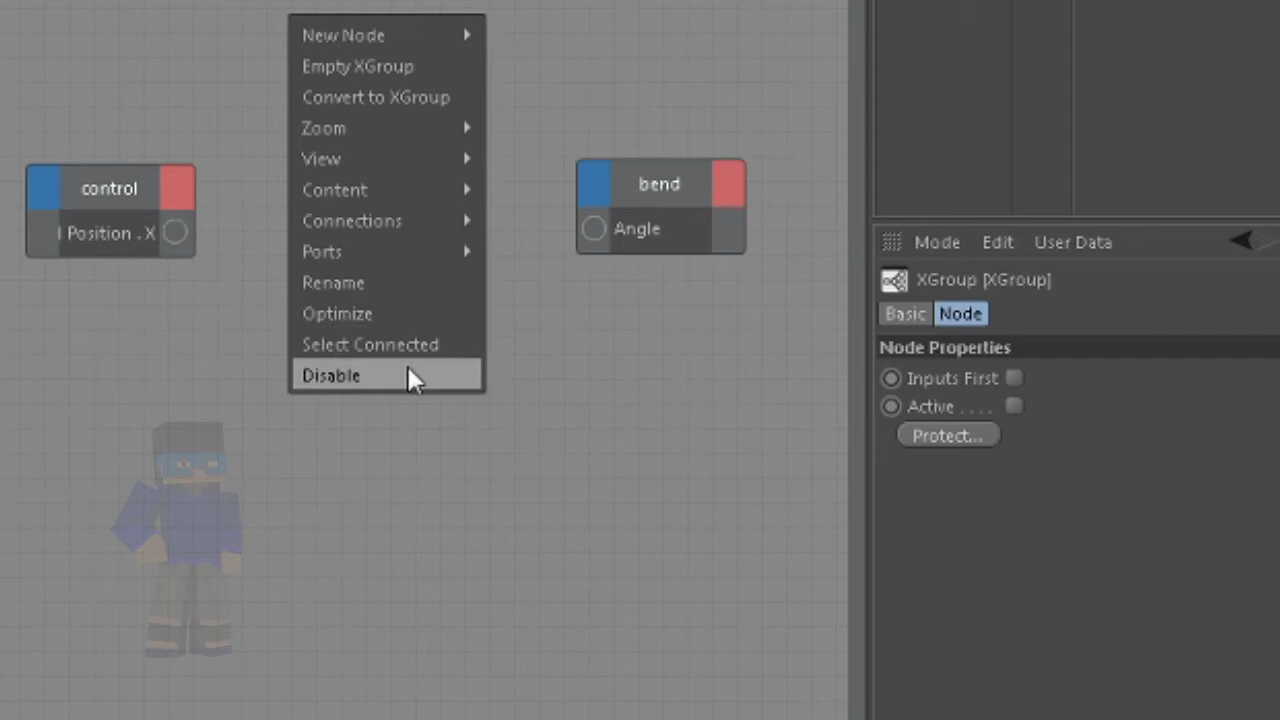 New Node
Empty XGroup
Convert to XGroup
Zoom
View
Content
Connections
Ports
Rename
Optimize
Select Connected
Disable
control
l Position . X
bend
Angle
Mode Edit User Data
XGroup [XGroup]
Basic Node
Node Properties
Inputs First
Active . . . .
Protect...